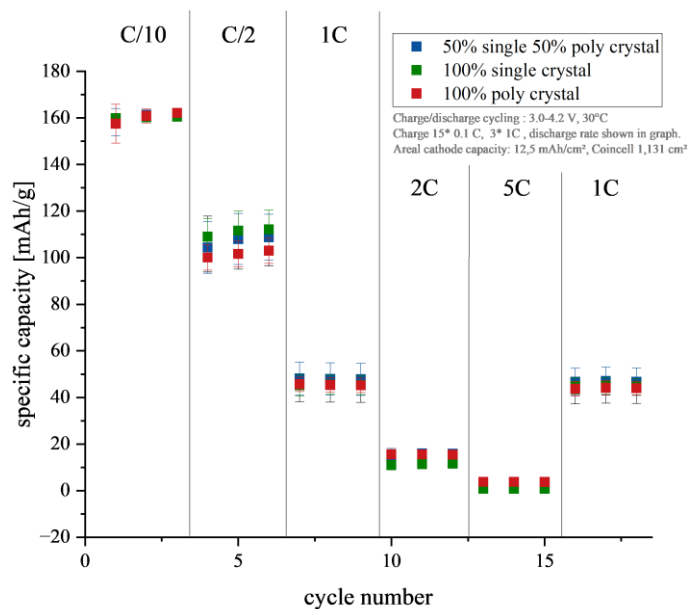 C/10
C/2
1C
50% single 50% poly crystal
100% single crystal
100% poly crystal
Charge/discharge cycling : 3.0-4.2 V, 30°C
Charge 15* 0.1 C,  3* 1C , discharge rate shown in graph.
Areal cathode capacity: 12,5 mAh/cm², Coincell 1,131 cm²
2C
5C
1C
180
160
140
120
100
80
60
40
20
0
−20
specific capacity [mAh/g]
0
5
10
15
cycle number